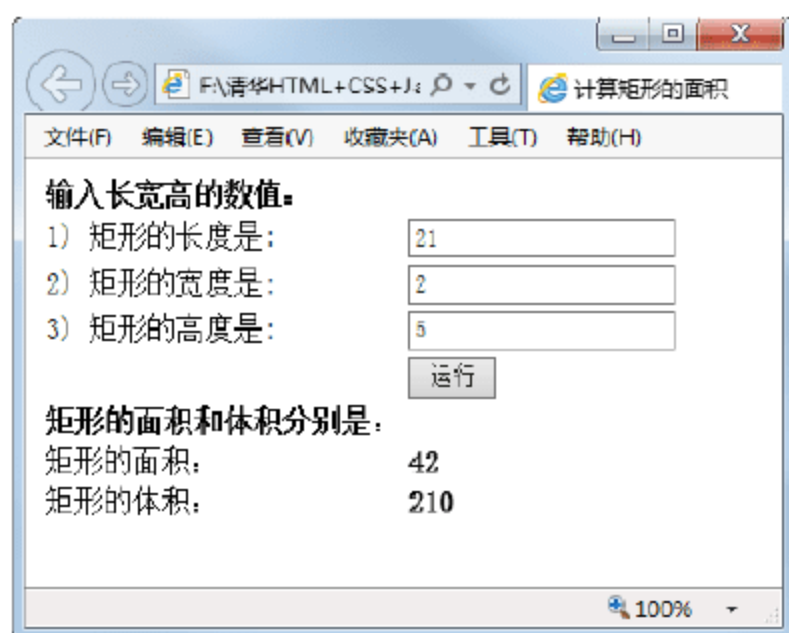 F:\清华HTML+CSS+Ja
计算矩形的面积
文件(F) 编辑(E) 查看(V) 收藏夹(A) 工具(T) 帮助(H)
输入长宽高的数值：
1) 矩形的长度是： 21
2) 矩形的宽度是： 2
3) 矩形的高度是： 5
运行
矩形的面积和体积分别是：
矩形的面积： 42
矩形的体积： 210
100%